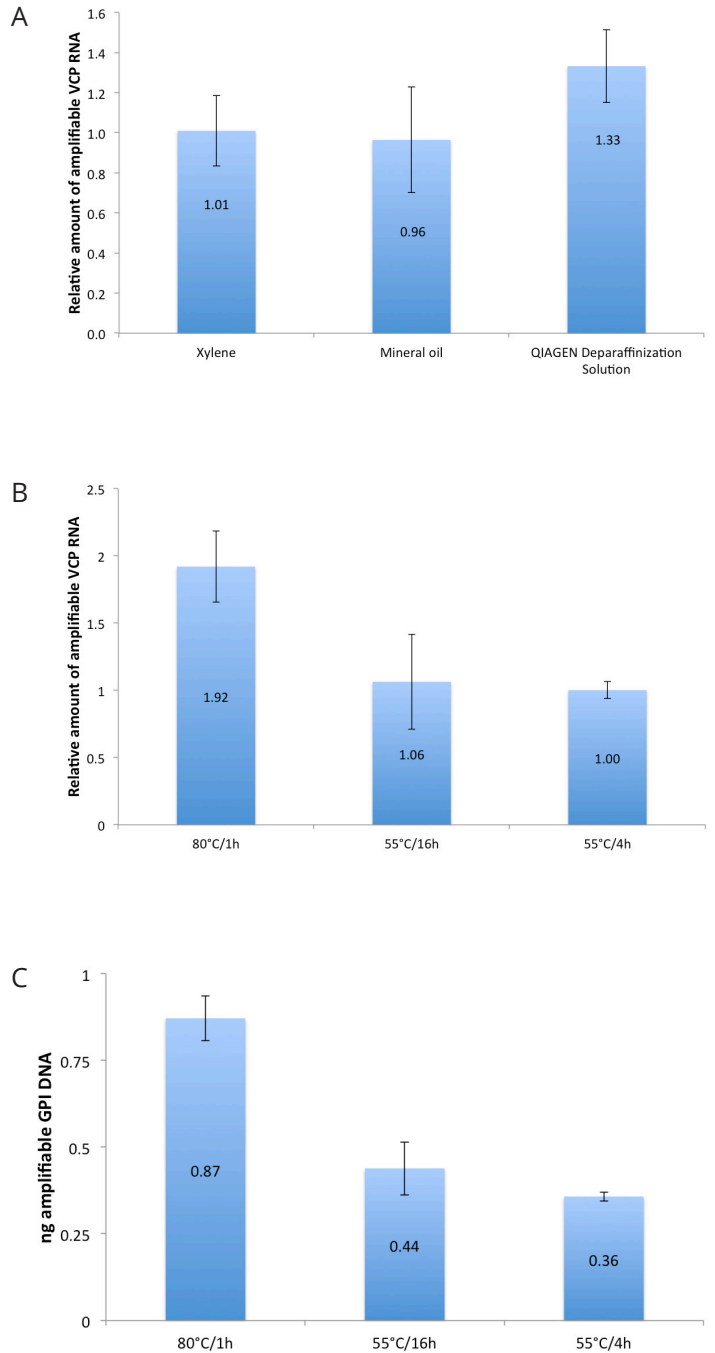 A
Relative amount of amplifiable VCP RNA
1.6
1.4
1.2
1.0
0.8
0.6
0.4
0.2
0.0
1.01
0.96
1.33
Xylene
Mineral oil
QIAGEN Deparaffinization
Solution
B
Relative amount of amplifiable VCP RNA
2.5
2
1.5
1
0.5
0
1.92
1.06
1.00
80°C/1h
55°C/16h
55°C/4h
C
ng amplifiable GPI DNA
1
0.75
0.5
0.25
0
0.87
0.44
0.36
80°C/1h
55°C/16h
55°C/4h